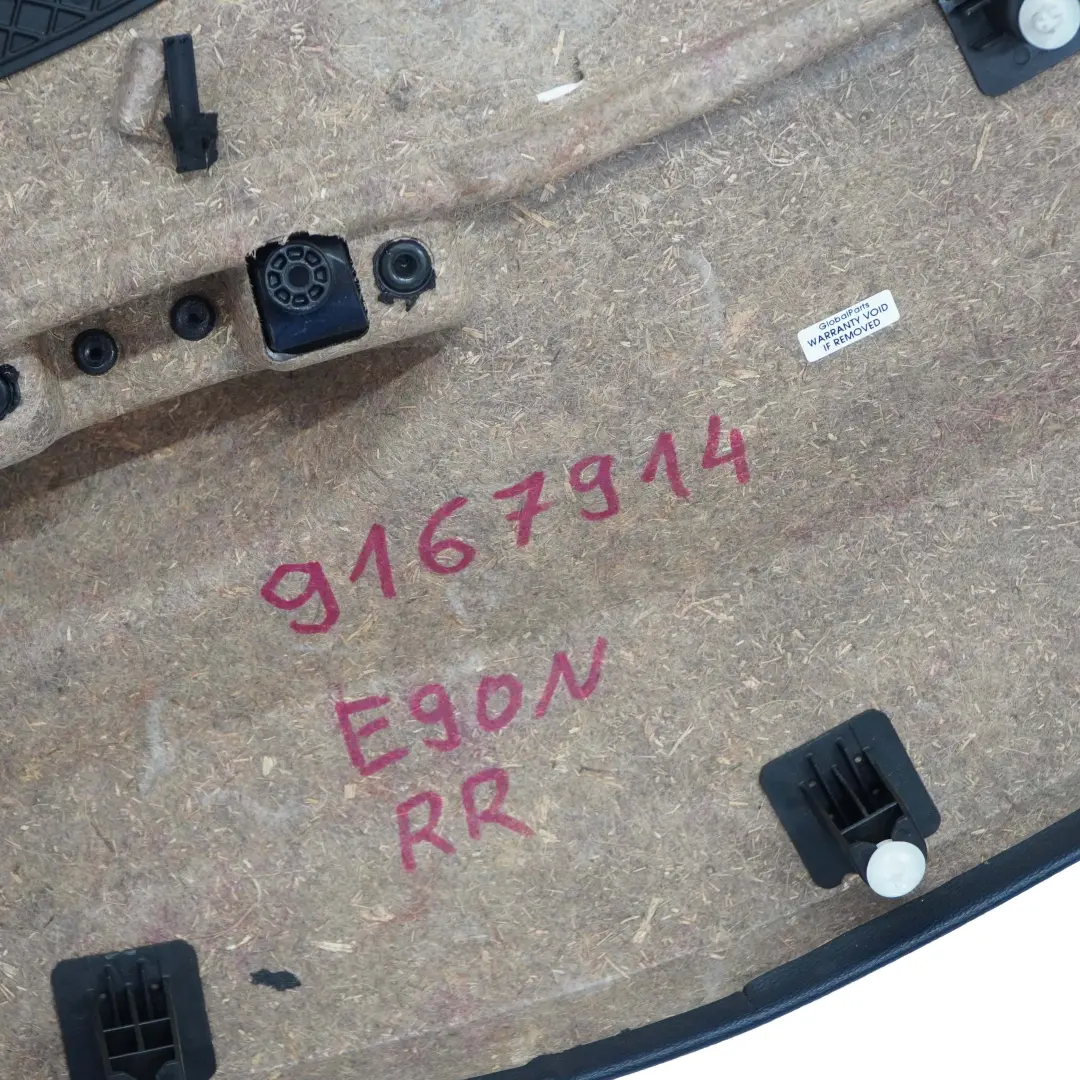 GlobalParts
WARRANTY VOID
IF REMOVED
9167914
E90N
RR